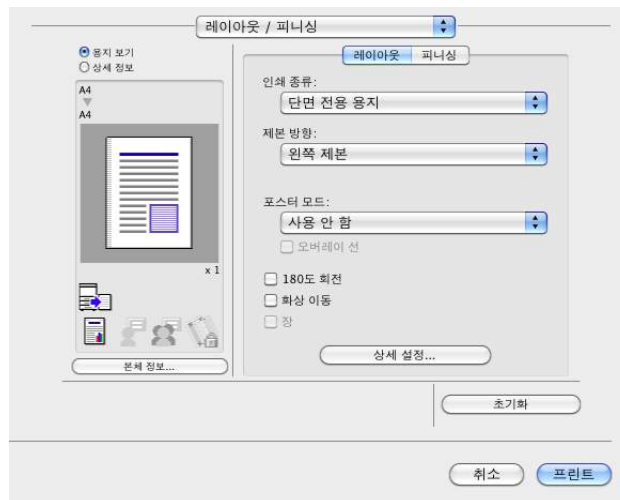 레이아웃 / 피니싱
용지 보기
상세 정보
A4
A4
x 1
본체 정보...
레이아웃 피니싱
인쇄 종류:
단면 전용 용지
제본 방향:
왼쪽 제본
포스터 모드:
사용 안 함
오버레이 선
180도 회전
화상 이동
장
상세 설정...
초기화
취소 프린트